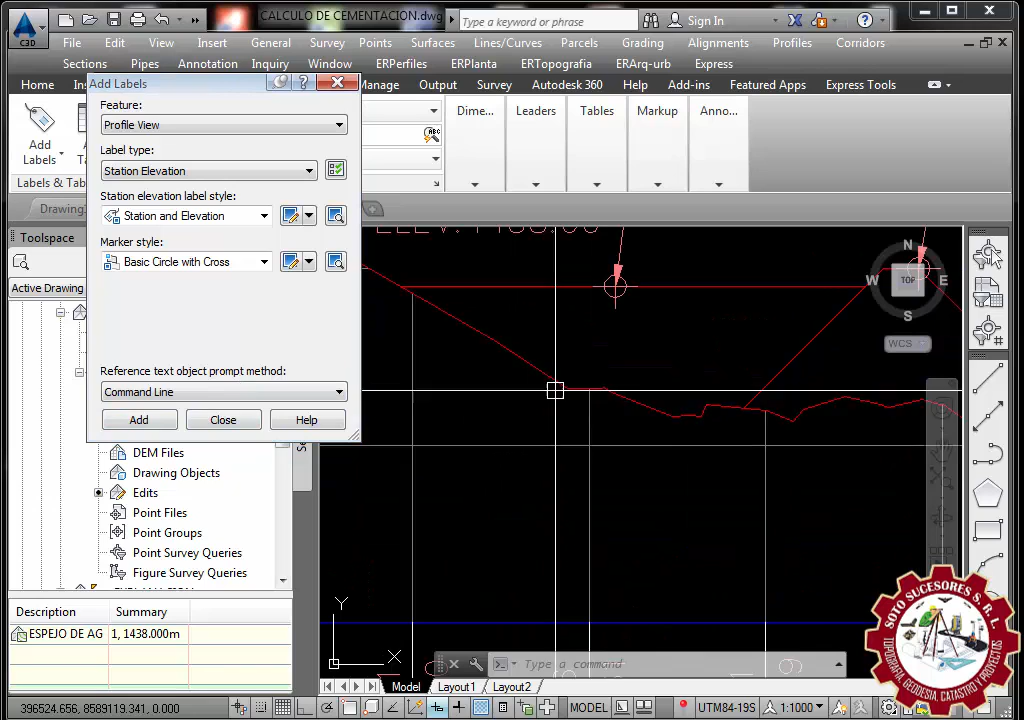 CALCULO DE CEMENTACION.dwg
Type a keyword or phrase
Sign In
C3D
File Edit View Insert General Survey Points Surfaces Lines/Curves Parcels Grading Alignments Profiles Corridors
Sections Pipes Annotation Inquiry Window ERPerfiles ERPlanta ERTopografia ERArq-urb Express
Home Manage Output Survey Autodesk 360 Help Add-ins Featured Apps Express Tools
Add Labels
Feature:
Profile View
Label type:
Station Elevation
Station elevation label style:
Station and Elevation
Marker style:
Basic Circle with Cross
Reference text object prompt method:
Command Line
Add Close Help
Add
Labels
Labels & Tab
Dime... Leaders Tables Markup Anno...
ABC
Drawing
Toolspace
Active Drawing
DEM Files
Drawing Objects
Edits
Point Files
Point Groups
Point Survey Queries
Figure Survey Queries
Description Summary
ESPEJO DE AG 1, 1438.000m
N
W TOP E
S
WCS
Y
X
Type a command
Model Layout1 Layout2
396524.656, 8589119.341, 0.000
MODEL
UTM84-19S
1:1000
SOTO SUCESORES S.R.L.
TOPOGRAFIA, GEODESIA, CATASTRO Y PROYECTOS